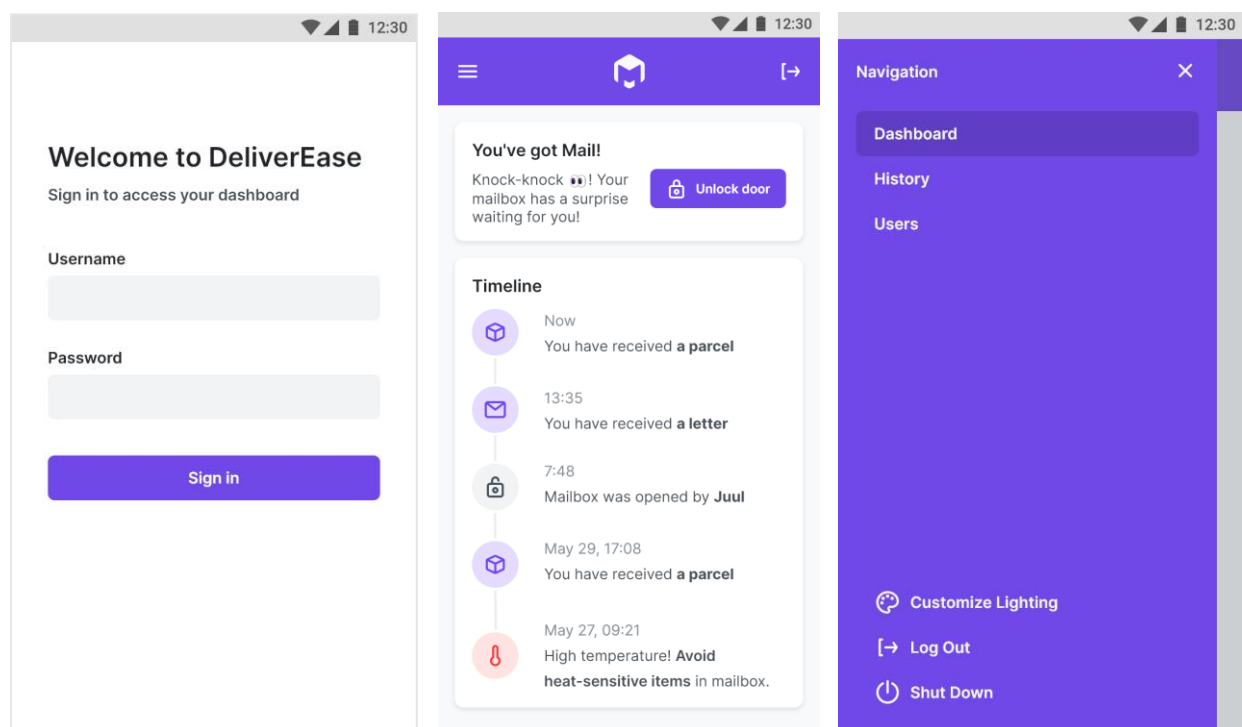 12:30
Welcome to DeliverEase
Sign in to access your dashboard
Username
Password
Sign in
12:30
You've got Mail!
Knock-knock 👀! Your
mailbox has a surprise
waiting for you!
Unlock door
Timeline
Now
You have received a parcel
13:35
You have received a letter
7:48
Mailbox was opened by Juul
May 29, 17:08
You have received a parcel
May 27, 09:21
High temperature! Avoid
heat-sensitive items in mailbox.
12:30
Navigation
Dashboard
History
Users
Customize Lighting
Log Out
Shut Down